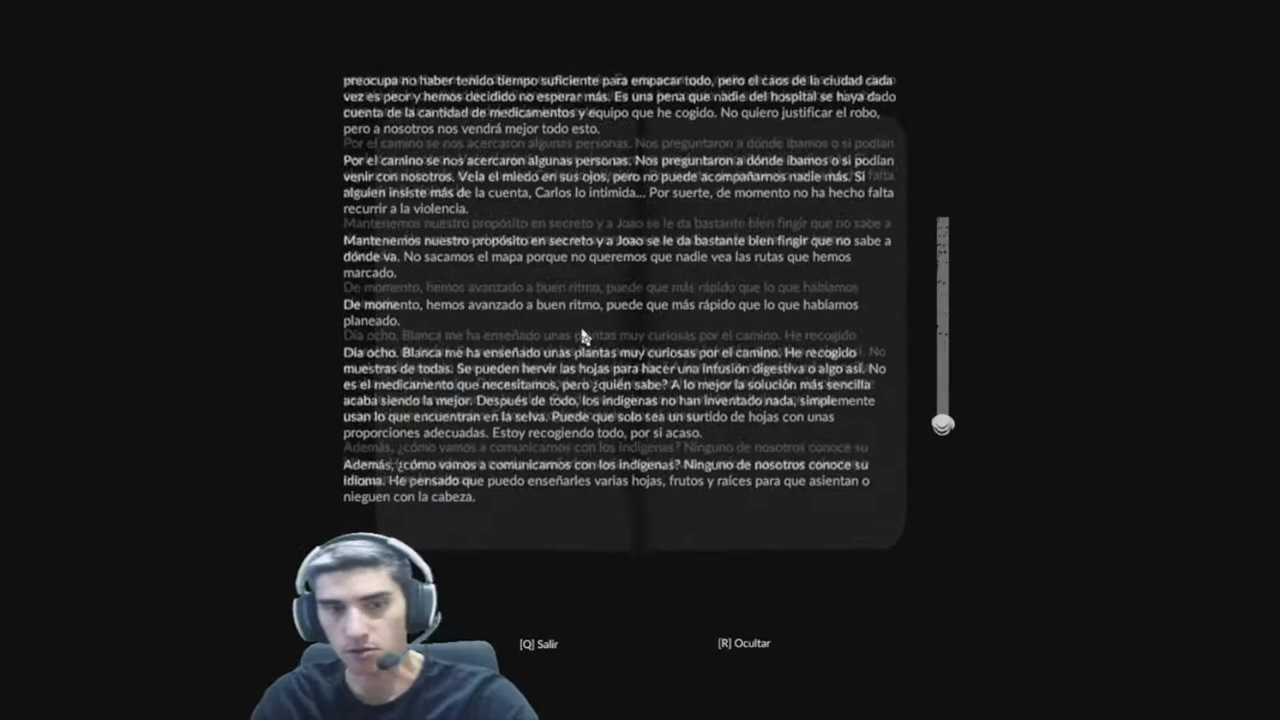 preocupa no haber tenido tiempo suficiente para empacar todo, pero el caos de la ciudad cada
vez es peor y hemos decidido no esperar más. Es una pena que nadie del hospital se haya dado
cuenta de la cantidad de medicamentos y equipo que he cogido. No quiero justificar el robo,
pero a nosotros nos vendrá mejor todo esto.
Por el camino se nos acercaron algunas personas. Nos preguntaron a dónde íbamos o si podían
venir con nosotros. Veía el miedo en sus ojos, pero no puede acompañarnos nadie más. Si
alguien insiste más de la cuenta, Carlos lo intimida... Por suerte, de momento no ha hecho falta
recurrir a la violencia.
Mantenemos nuestro propósito en secreto y a Joao se le da bastante bien fingir que no sabe a
dónde va. No sacamos el mapa porque no queremos que nadie vea las rutas que hemos
marcado.
De momento, hemos avanzado a buen ritmo, puede que más rápido que lo que habíamos
planeado.
Día ocho. Blanca me ha enseñado unas plantas muy curiosas por el camino. He recogido
muestras de todas. Se pueden hervir las hojas para hacer una infusión digestiva o algo así. No
es el medicamento que necesitamos, pero ¿quién sabe? A lo mejor la solución más sencilla
acaba siendo la mejor. Después de todo, los indígenas no han inventado nada, simplemente
usan lo que encuentran en la selva. Puede que solo sea un surtido de hojas con unas
proporciones adecuadas. Estoy recogiendo todo, por si acaso.
Además, ¿cómo vamos a comunicarnos con los indígenas? Ninguno de nosotros conoce su
idioma. He pensado que puedo enseñarles varias hojas, frutos y raíces para que asientan o
nieguen con la cabeza.
[Q] Salir
[R] Ocultar